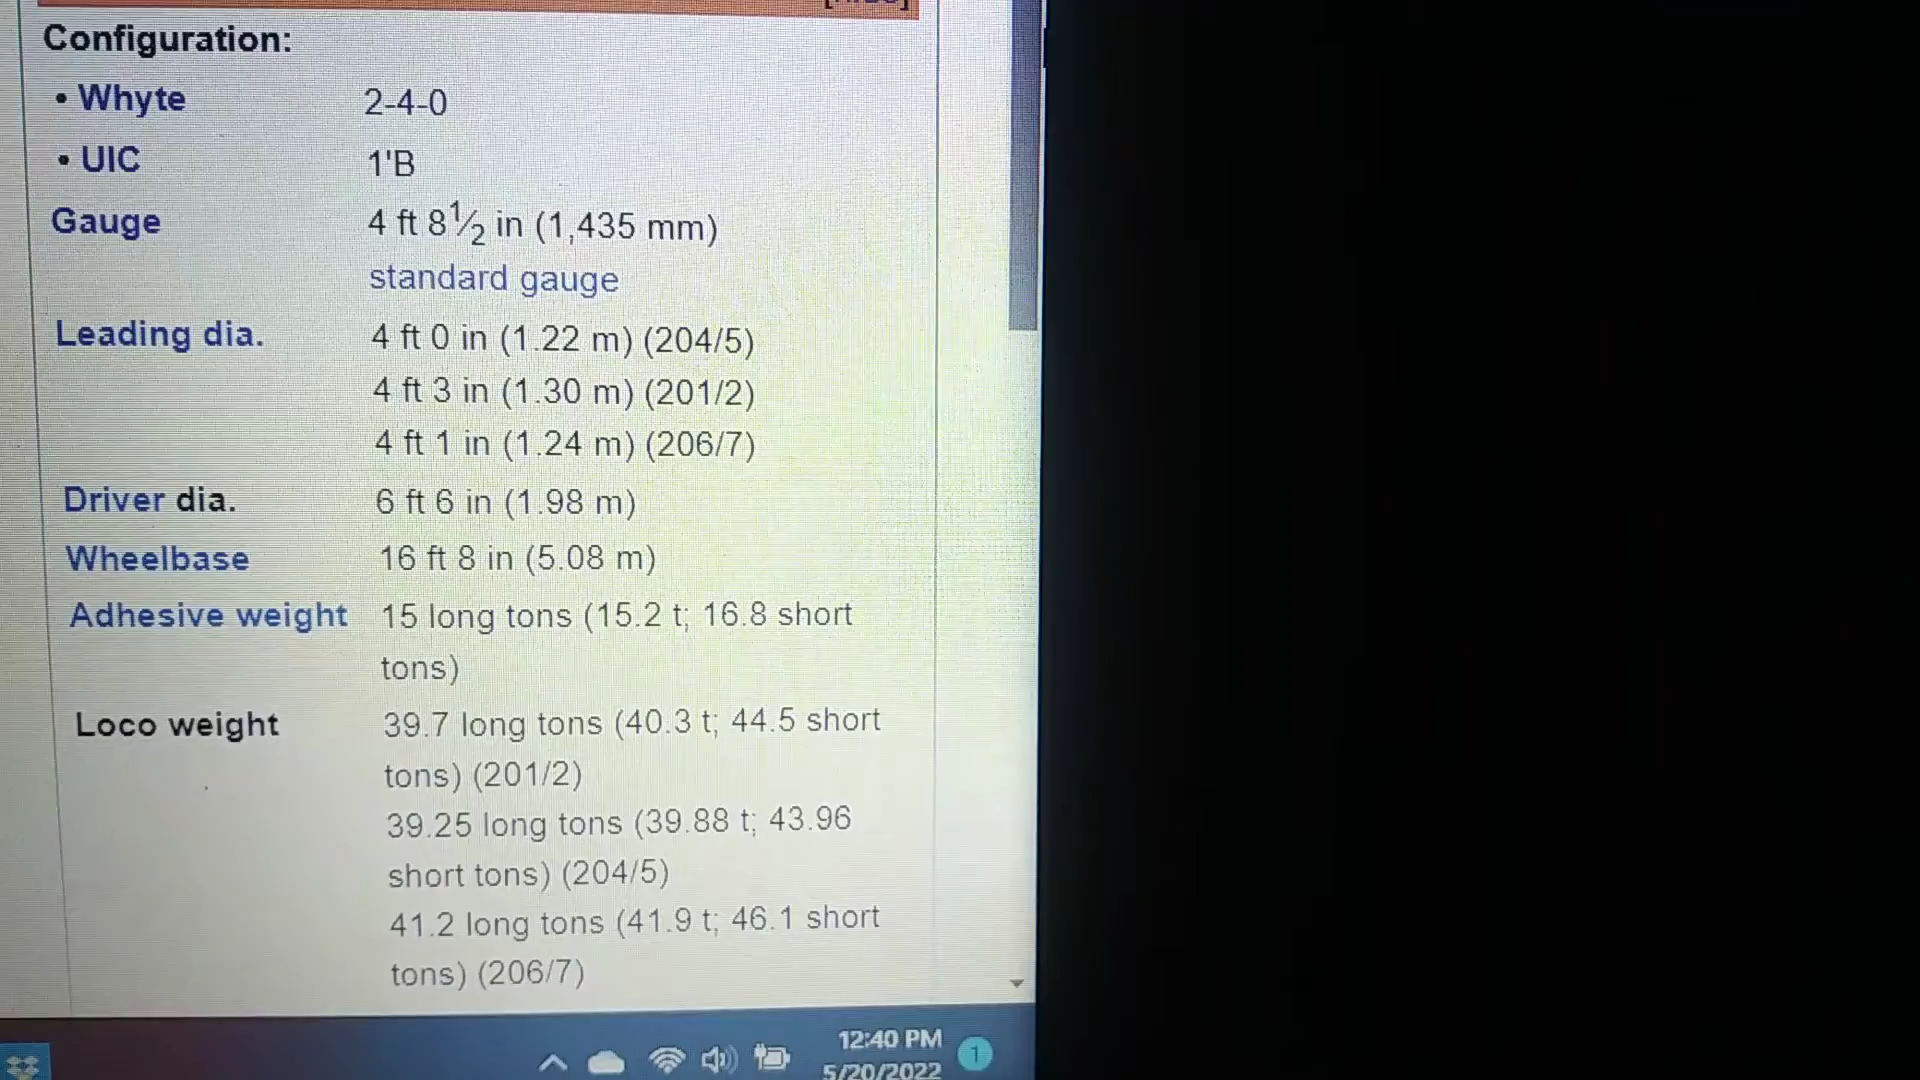 Configuration:
• Whyte 2-4-0
• UIC 1'B
Gauge 4 ft 8 1⁄2 in (1,435 mm)
standard gauge
Leading dia. 4 ft 0 in (1.22 m) (204/5)
4 ft 3 in (1.30 m) (201/2)
4 ft 1 in (1.24 m) (206/7)
Driver dia. 6 ft 6 in (1.98 m)
Wheelbase 16 ft 8 in (5.08 m)
Adhesive weight 15 long tons (15.2 t; 16.8 short
tons)
Loco weight 39.7 long tons (40.3 t; 44.5 short
tons) (201/2)
39.25 long tons (39.88 t; 43.96
short tons) (204/5)
41.2 long tons (41.9 t; 46.1 short
tons) (206/7)
12:40 PM
5/20/2022
1